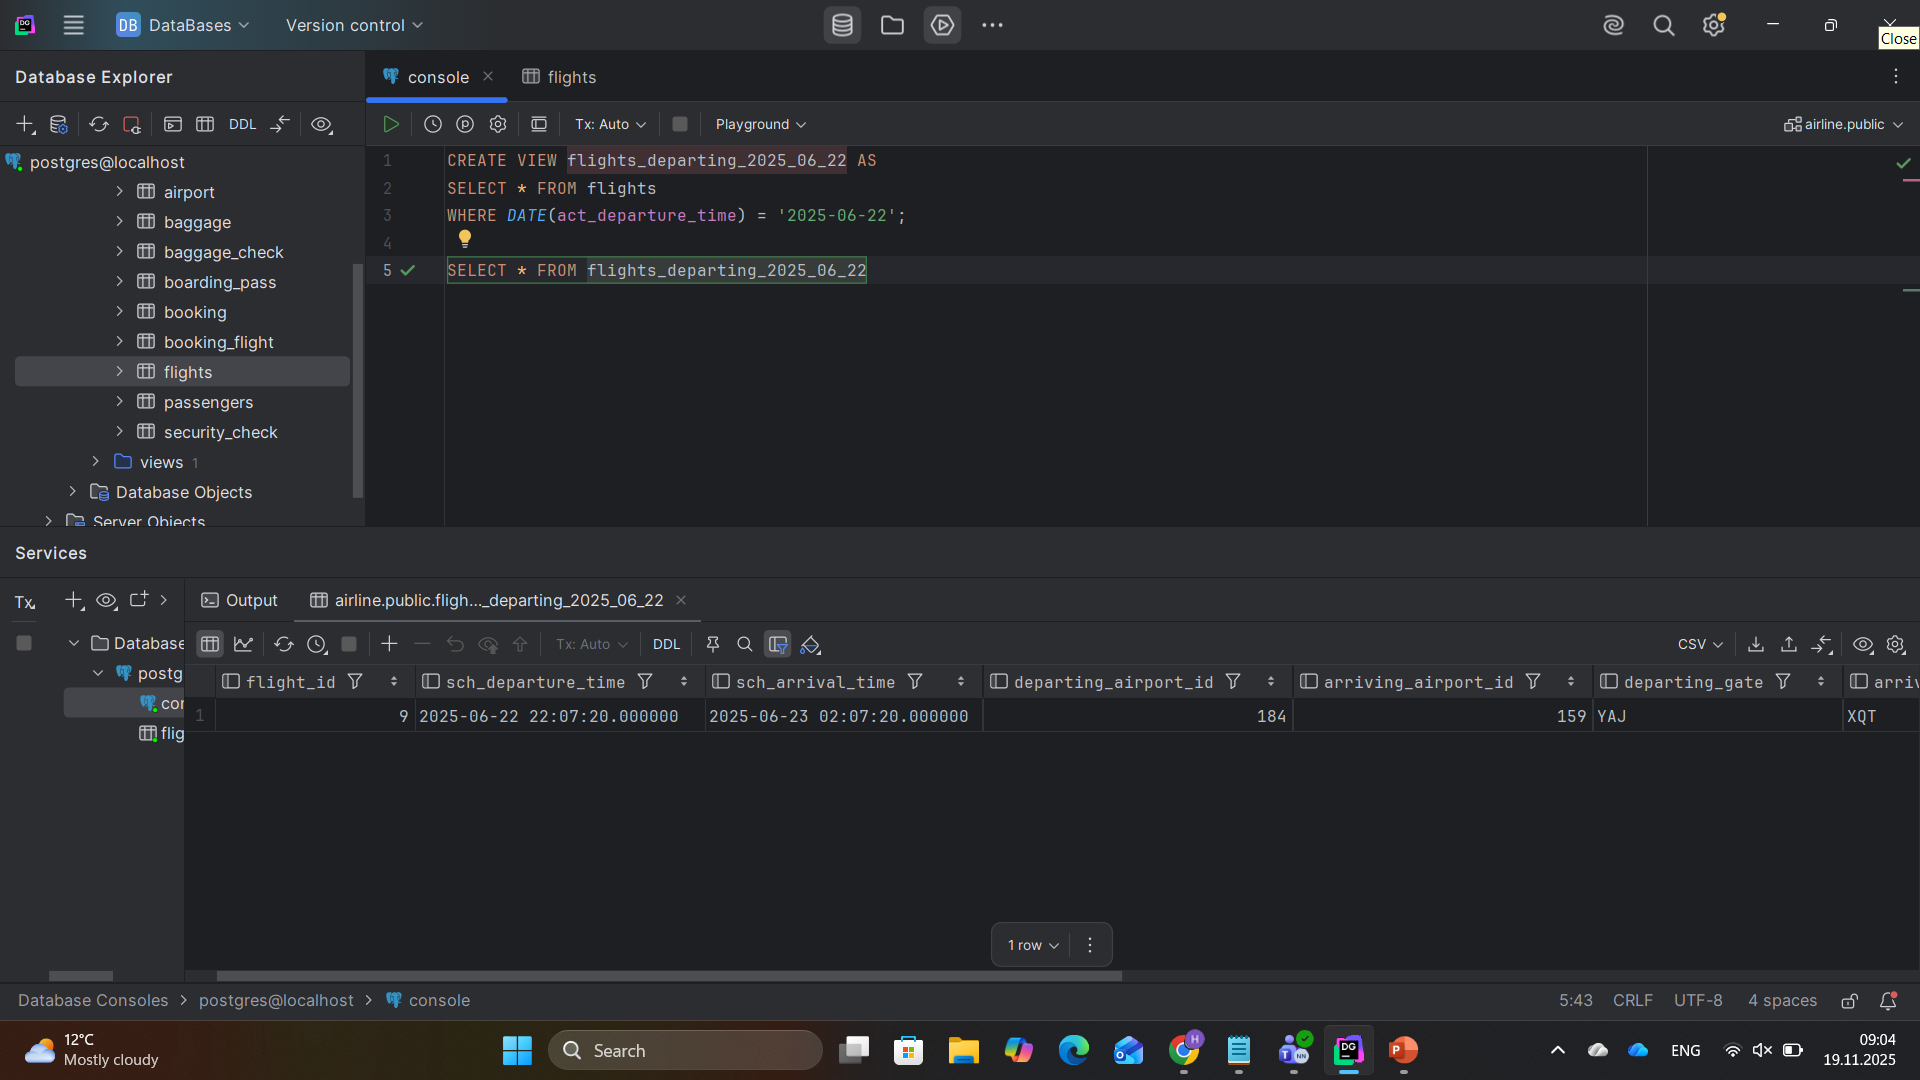 DB DataBases
Version control
Close
Database Explorer
console
flights
DDL
Tx: Auto
Playground
airline.public
postgres@localhost
airport
baggage
baggage_check
boarding_pass
booking
booking_flight
flights
passengers
security_check
views 1
Database Objects
Server Objects
1 CREATE VIEW flights_departing_2025_06_22 AS
2 SELECT * FROM flights
3 WHERE DATE(act_departure_time) = '2025-06-22';
4
5 SELECT * FROM flights_departing_2025_06_22
Services
Tx
Output
airline.public.fligh..._departing_2025_06_22
Database
postg
con
flig
Tx: Auto
DDL
CSV
flight_id sch_departure_time sch_arrival_time departing_airport_id arriving_airport_id departing_gate arriv
1 9 2025-06-22 22:07:20.000000 2025-06-23 02:07:20.000000 184 159 YAJ XQT
1 row
Database Consoles > postgres@localhost > console
5:43 CRLF UTF-8 4 spaces
12°C
Mostly cloudy
Search
ENG
09:04
19.11.2025